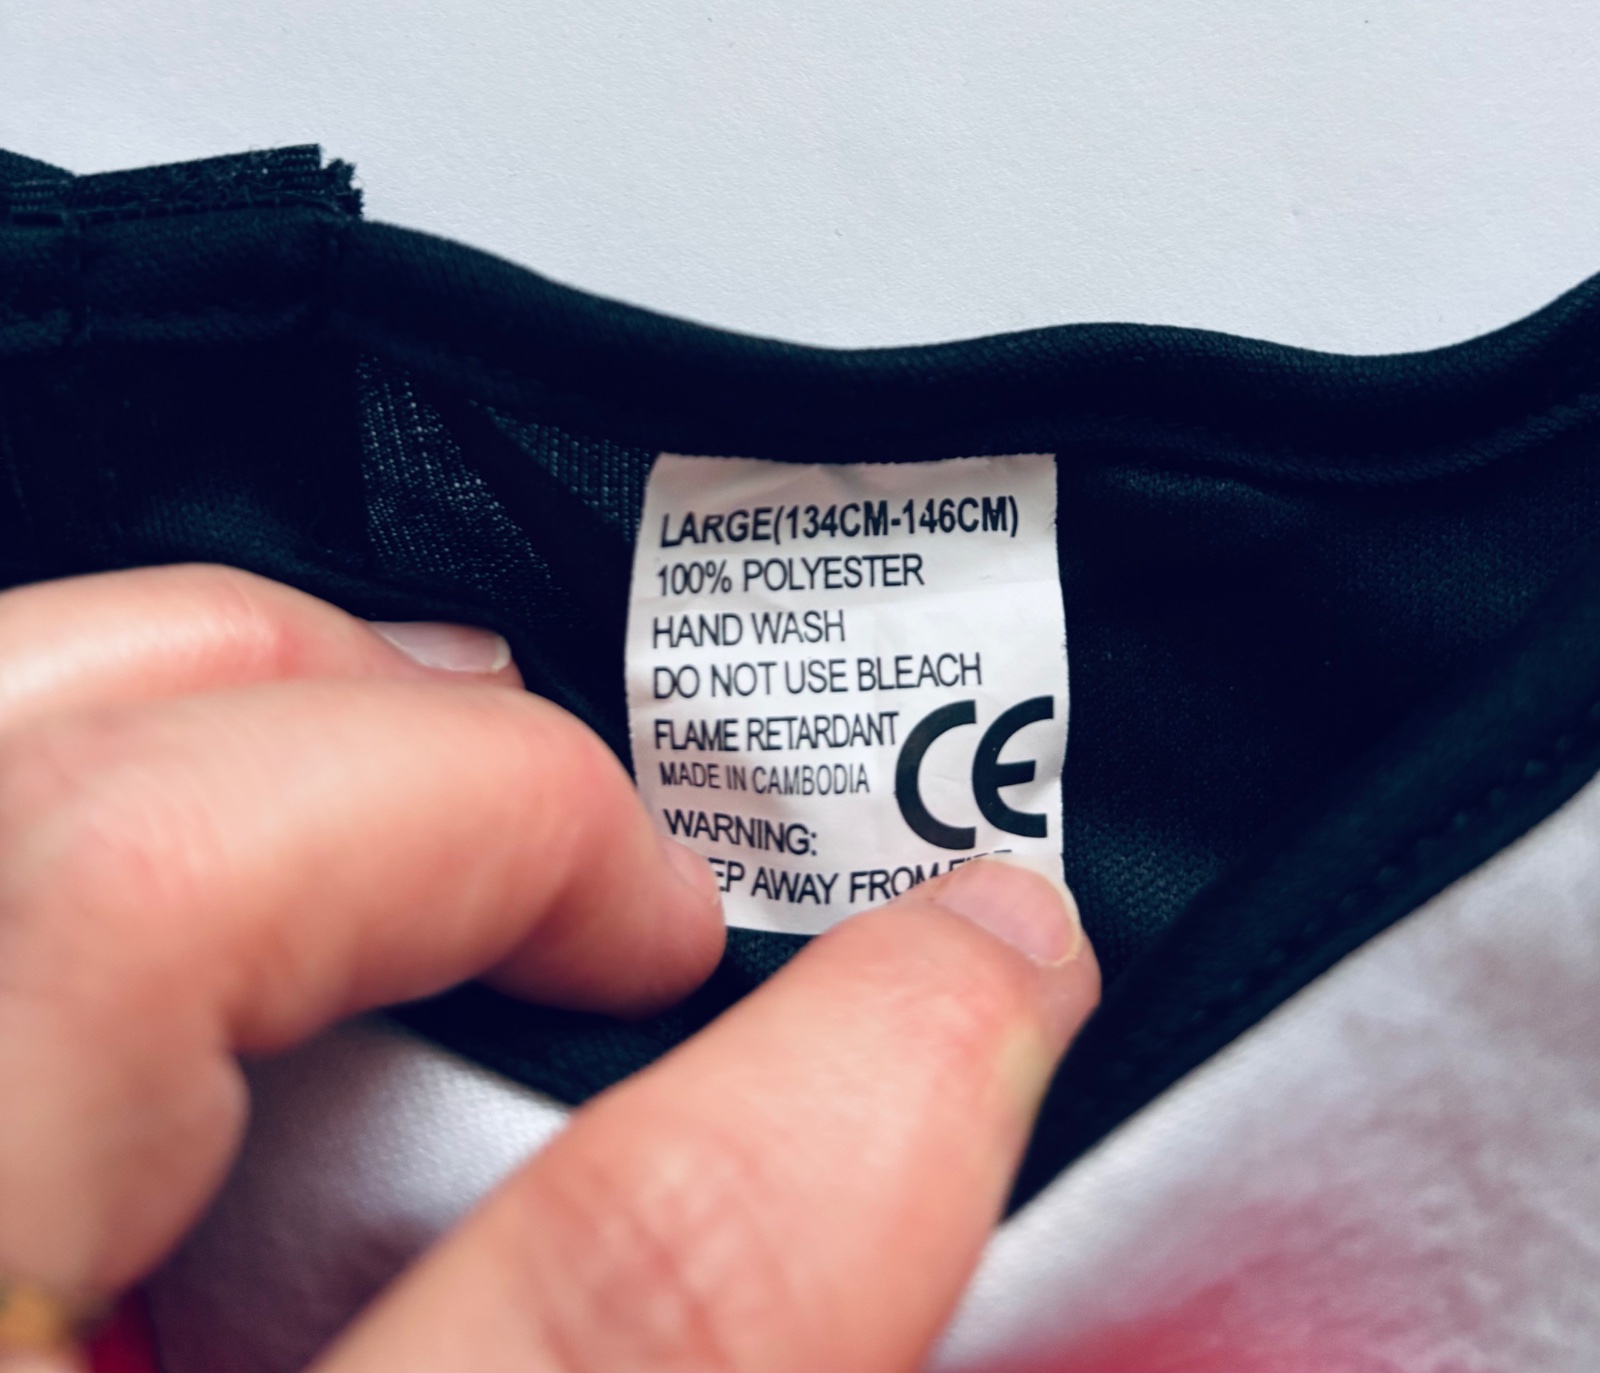 LARGE(134CM-146CM)
100% POLYESTER
HAND WASH
DO NOT USE BLEACH
FLAME RETARDANT
CE
MADE IN CAMBODIA
WARNING:
AWAY FROM